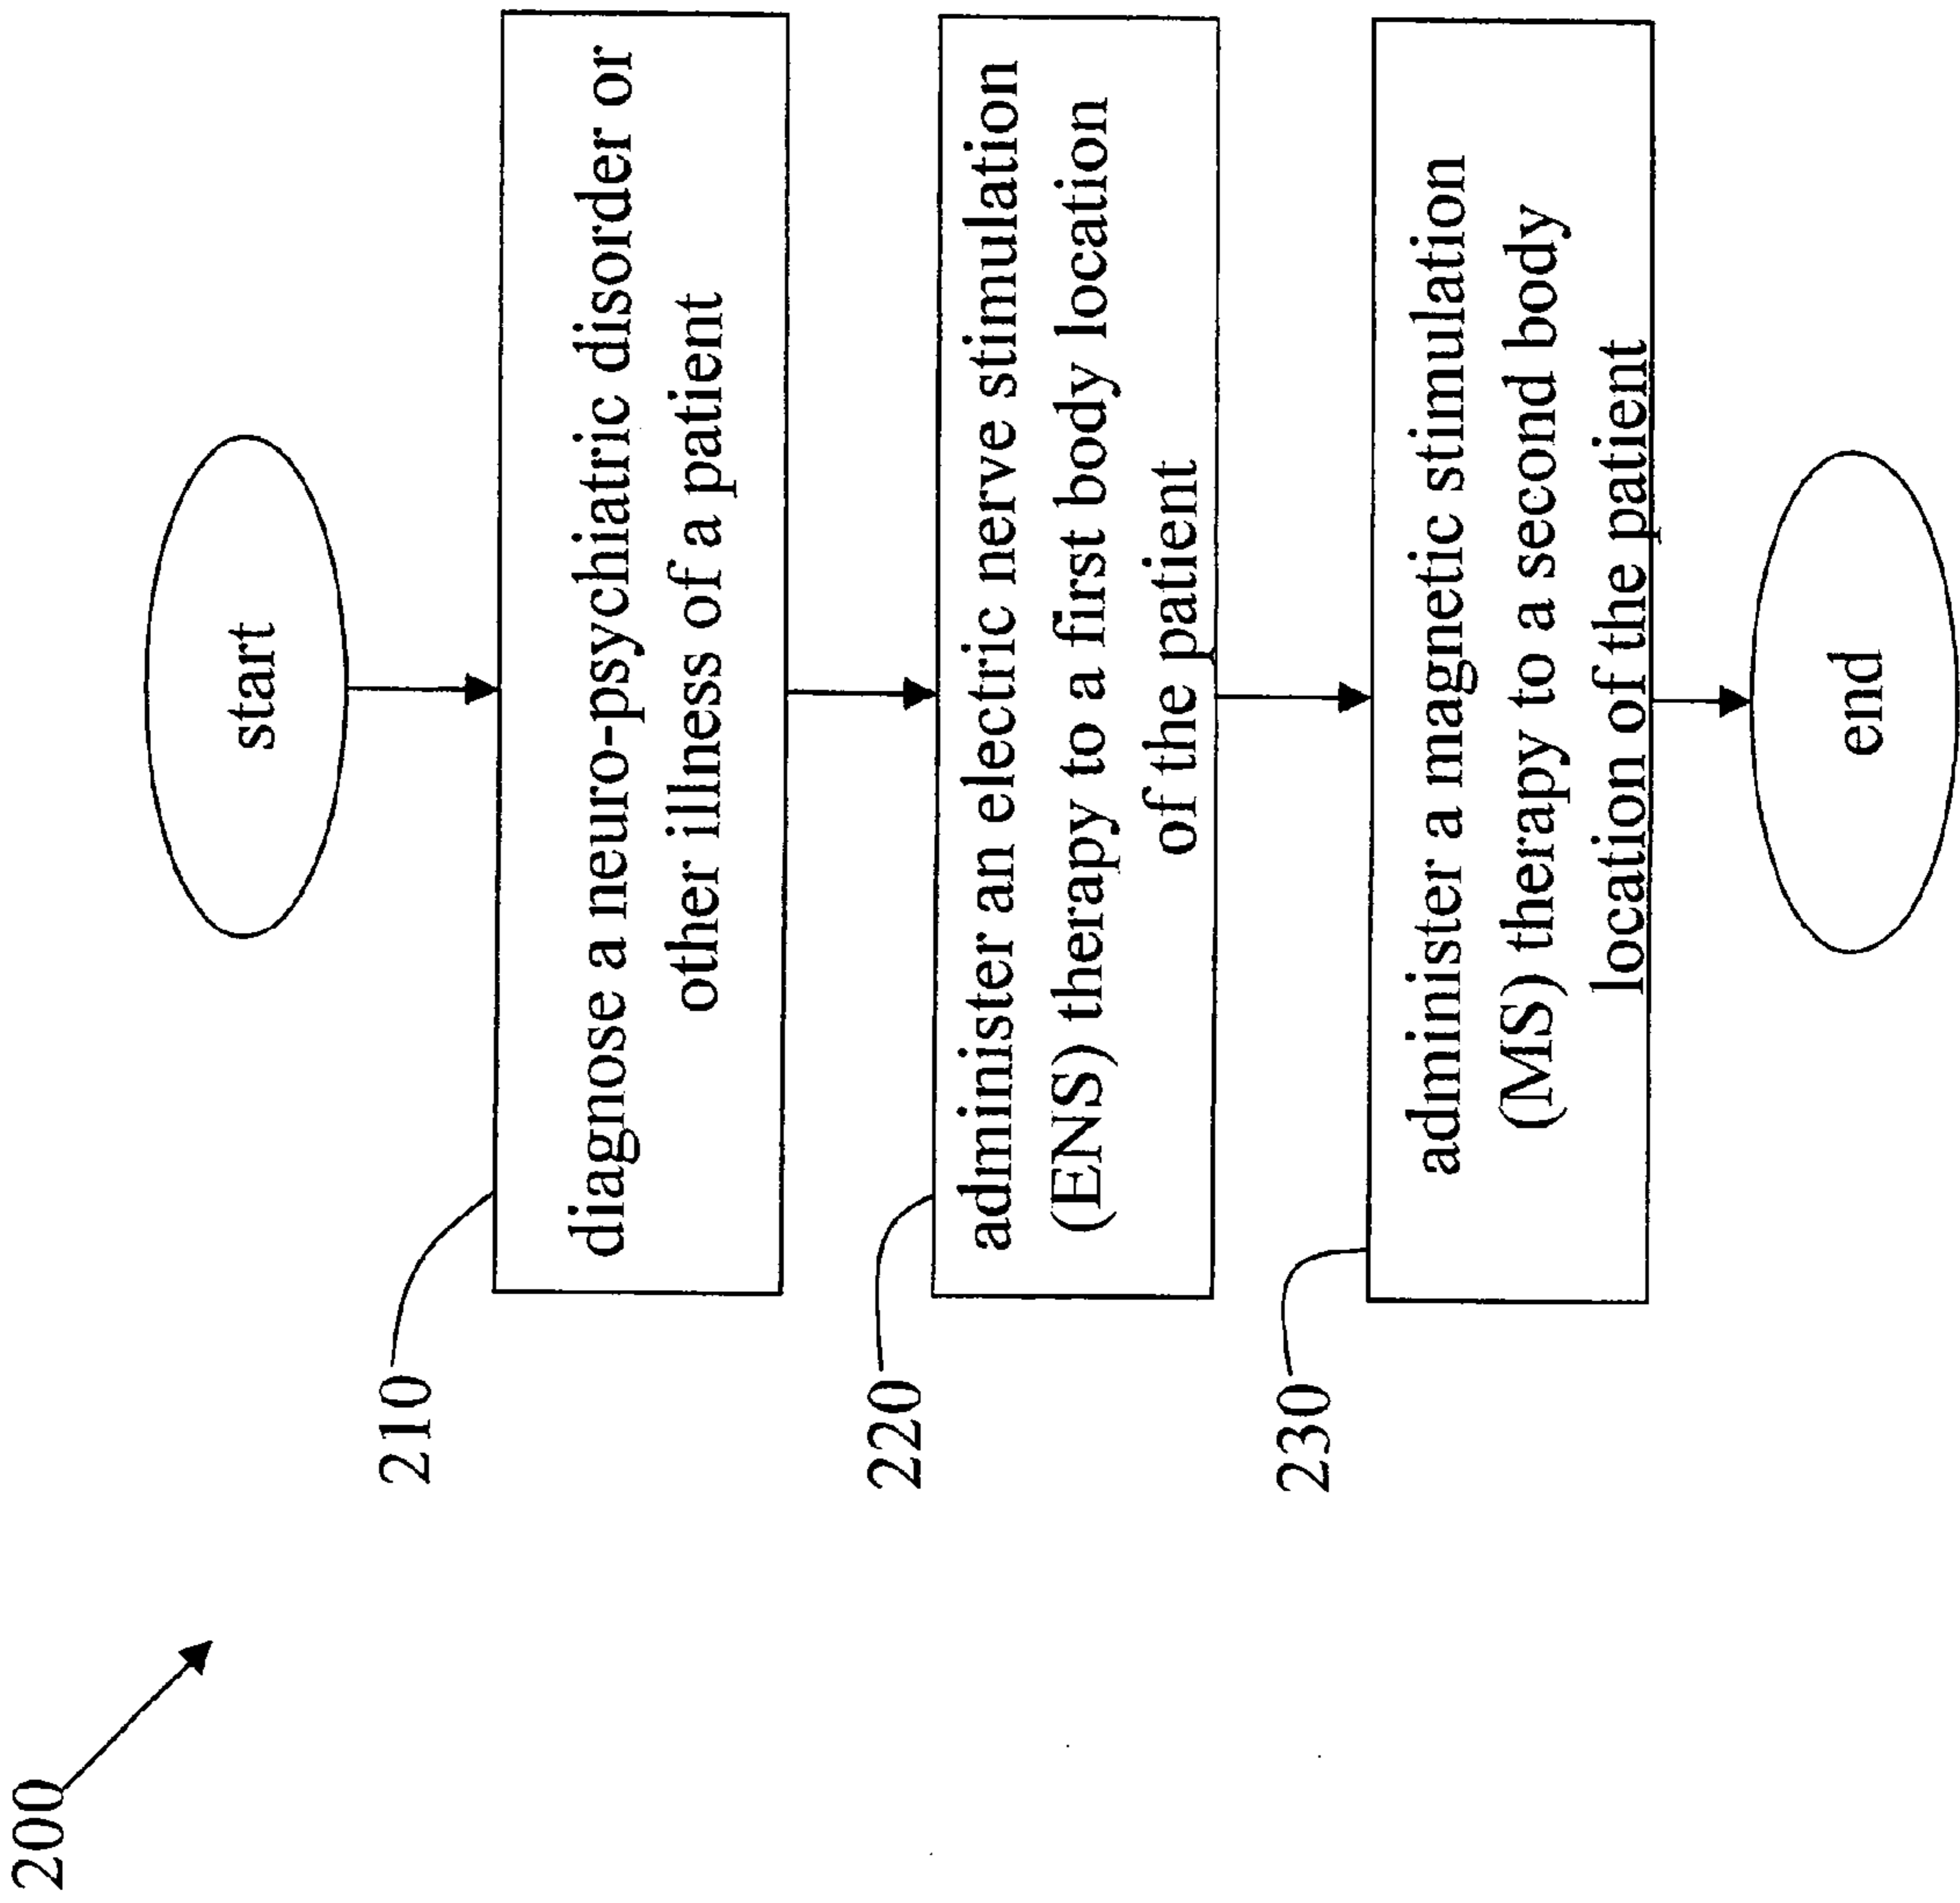 200
start
210
diagnose a neuro-psychiatric disorder or
other illness of a patient
220
administer an electric nerve stimulation
(ENS) therapy to a first body location
of the patient
230
administer a magnetic stimulation
(MS) therapy to a second body
location of the patient
end